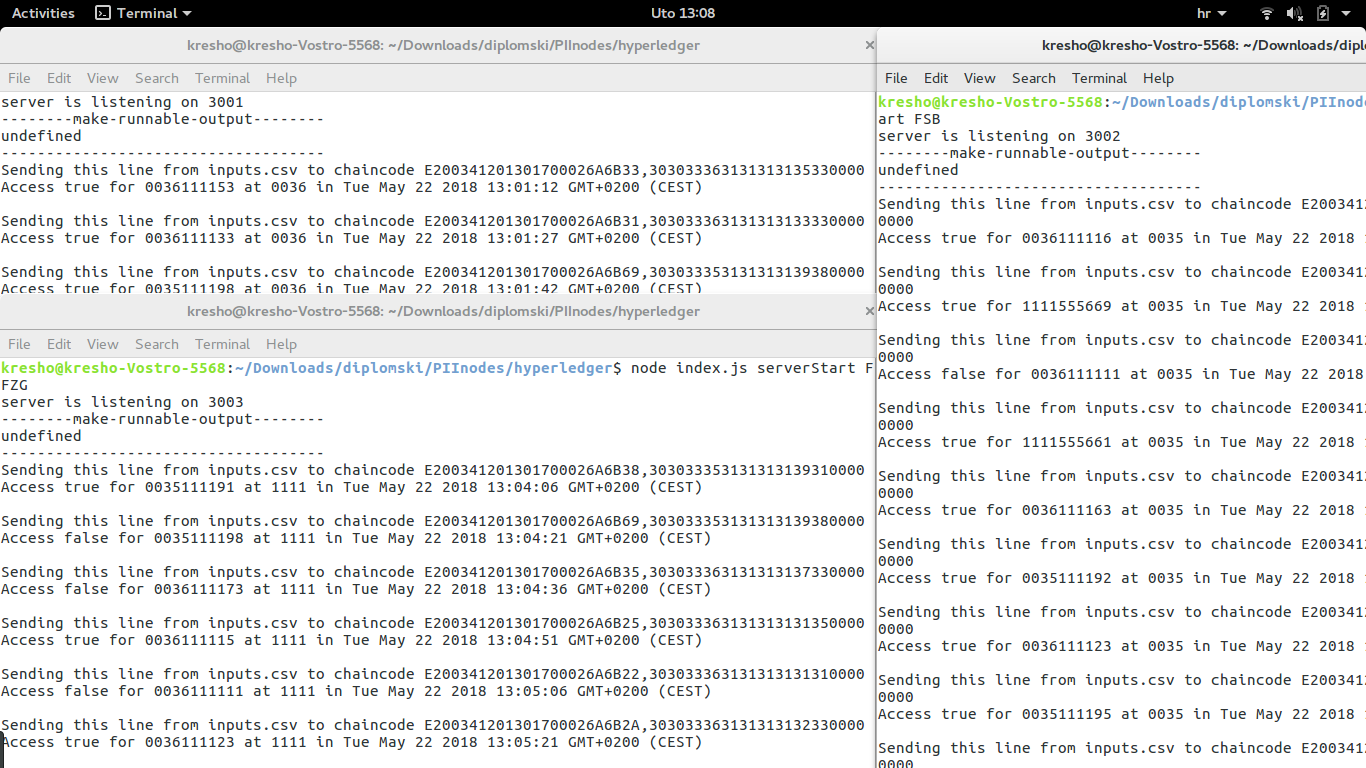 Activities Terminal Uto 13:08 hr
kresho@kresho-Vostro-5568: ~/Downloads/diplomski/PIInodes/hyperledger ×
File Edit View Search Terminal Help
server is listening on 3001
--------make-runnable-output--------
undefined
------------------------------------
Sending this line from inputs.csv to chaincode E200341201301700026A6B33,303033363131313135330000
Access true for 0036111153 at 0036 in Tue May 22 2018 13:01:12 GMT+0200 (CEST)
Sending this line from inputs.csv to chaincode E200341201301700026A6B31,303033363131313133330000
Access true for 0036111133 at 0036 in Tue May 22 2018 13:01:27 GMT+0200 (CEST)
Sending this line from inputs.csv to chaincode E200341201301700026A6B69,303033353131313139380000
Access true for 0035111198 at 0036 in Tue May 22 2018 13:01:42 GMT+0200 (CEST)
kresho@kresho-Vostro-5568: ~/Downloads/diplomski/PIInodes/hyperledger ×
File Edit View Search Terminal Help
kresho@kresho-Vostro-5568:~/Downloads/diplomski/PIInodes/hyperledger$ node index.js serverStart F
FZG
server is listening on 3003
--------make-runnable-output--------
undefined
------------------------------------
Sending this line from inputs.csv to chaincode E200341201301700026A6B38,303033353131313139310000
Access true for 0035111191 at 1111 in Tue May 22 2018 13:04:06 GMT+0200 (CEST)
Sending this line from inputs.csv to chaincode E200341201301700026A6B69,303033353131313139380000
Access false for 0035111198 at 1111 in Tue May 22 2018 13:04:21 GMT+0200 (CEST)
Sending this line from inputs.csv to chaincode E200341201301700026A6B35,303033363131313137330000
Access false for 0036111173 at 1111 in Tue May 22 2018 13:04:36 GMT+0200 (CEST)
Sending this line from inputs.csv to chaincode E200341201301700026A6B25,303033363131313131350000
Access true for 0036111115 at 1111 in Tue May 22 2018 13:04:51 GMT+0200 (CEST)
Sending this line from inputs.csv to chaincode E200341201301700026A6B22,303033363131313131310000
Access false for 0036111111 at 1111 in Tue May 22 2018 13:05:06 GMT+0200 (CEST)
Sending this line from inputs.csv to chaincode E200341201301700026A6B2A,303033363131313132330000
Access true for 0036111123 at 1111 in Tue May 22 2018 13:05:21 GMT+0200 (CEST)
kresho@kresho-Vostro-5568: ~/Downloads/dipl
File Edit View Search Terminal Help
kresho@kresho-Vostro-5568:~/Downloads/diplomski/PIInod
art FSB
server is listening on 3002
--------make-runnable-output--------
undefined
------------------------------------
Sending this line from inputs.csv to chaincode E2003412
0000
Access true for 0036111116 at 0035 in Tue May 22 2018
Sending this line from inputs.csv to chaincode E2003412
0000
Access true for 1111555669 at 0035 in Tue May 22 2018
Sending this line from inputs.csv to chaincode E2003412
0000
Access false for 0036111111 at 0035 in Tue May 22 2018
Sending this line from inputs.csv to chaincode E2003412
0000
Access true for 1111555661 at 0035 in Tue May 22 2018
Sending this line from inputs.csv to chaincode E2003412
0000
Access true for 0036111163 at 0035 in Tue May 22 2018
Sending this line from inputs.csv to chaincode E2003412
0000
Access true for 0035111192 at 0035 in Tue May 22 2018
Sending this line from inputs.csv to chaincode E2003412
0000
Access true for 0036111123 at 0035 in Tue May 22 2018
Sending this line from inputs.csv to chaincode E2003412
0000
Access true for 0035111195 at 0035 in Tue May 22 2018
Sending this line from inputs.csv to chaincode E2003412
0000